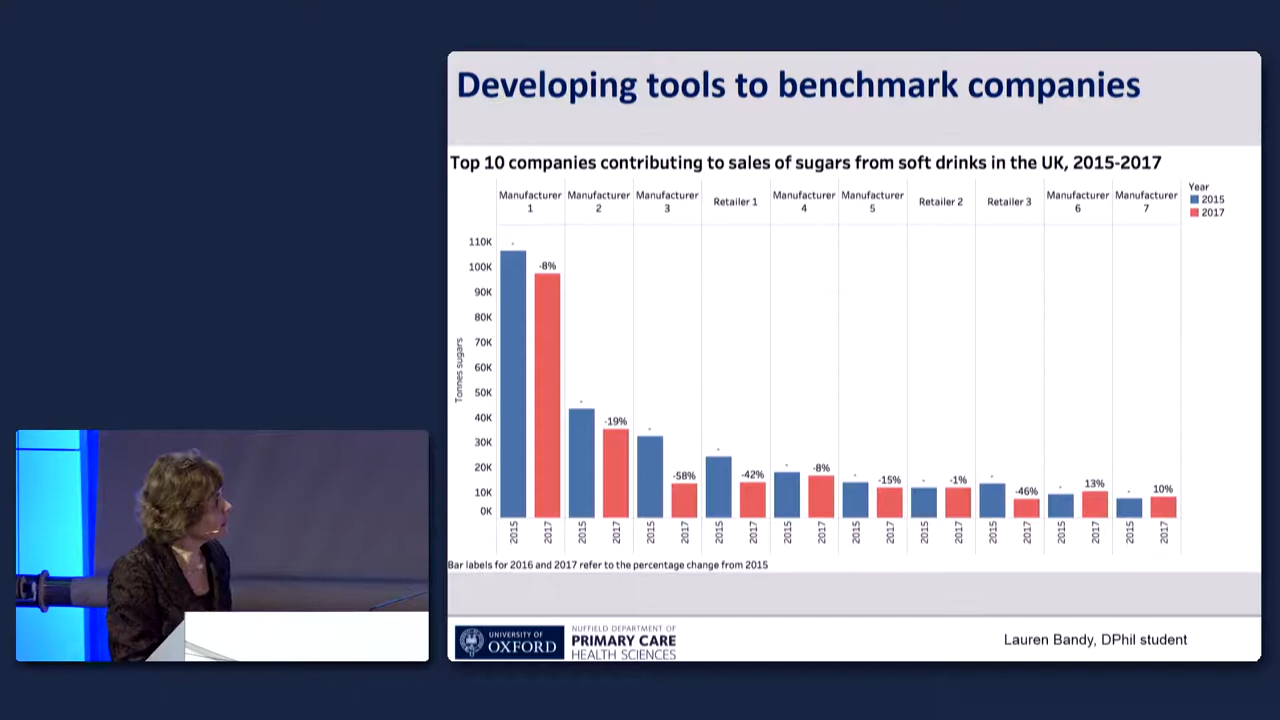 Developing tools to benchmark companies
Top 10 companies contributing to sales of sugars from soft drinks in the UK, 2015-2017
Manufacturer 1
Manufacturer 2
Manufacturer 3
Retailer 1
Manufacturer 4
Manufacturer 5
Retailer 2
Retailer 3
Manufacturer 6
Manufacturer 7
Year
2015
2017
Tonnes sugars
110K
100K
90K
80K
70K
60K
50K
40K
30K
20K
10K
0K
-8%
-19%
-58%
-42%
-8%
-15%
-1%
-46%
13%
10%
2015 2017 2015 2017 2015 2017 2015 2017 2015 2017 2015 2017 2015 2017 2015 2017 2015 2017 2015 2017
Bar labels for 2016 and 2017 refer to the percentage change from 2015
UNIVERSITY OF
OXFORD
NUFFIELD DEPARTMENT OF
PRIMARY CARE
HEALTH SCIENCES
Lauren Bandy, DPhil student